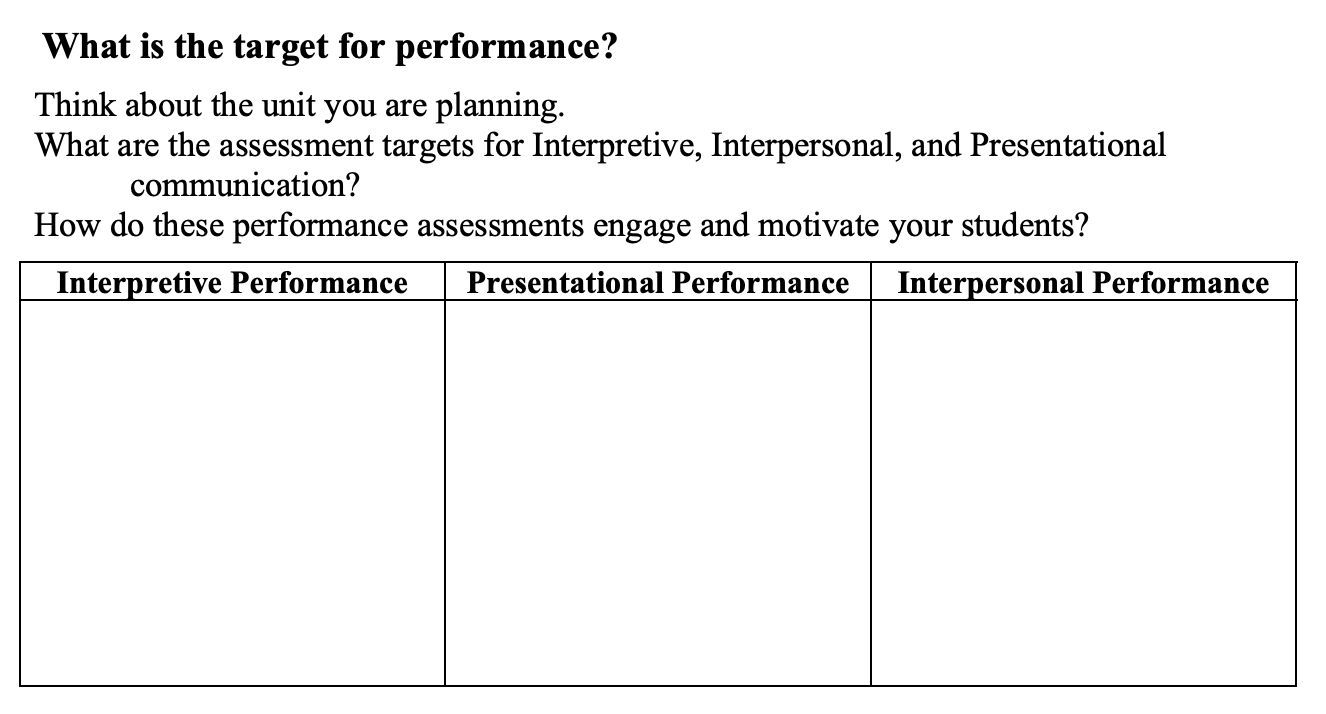 What is the target for performance?
Think about the unit you are planning.
What are the assessment targets for Interpretive, Interpersonal, and Presentational
communication?
How do these performance assessments engage and motivate your students?
Interpretive Performance
Presentational Performance
Interpersonal Performance